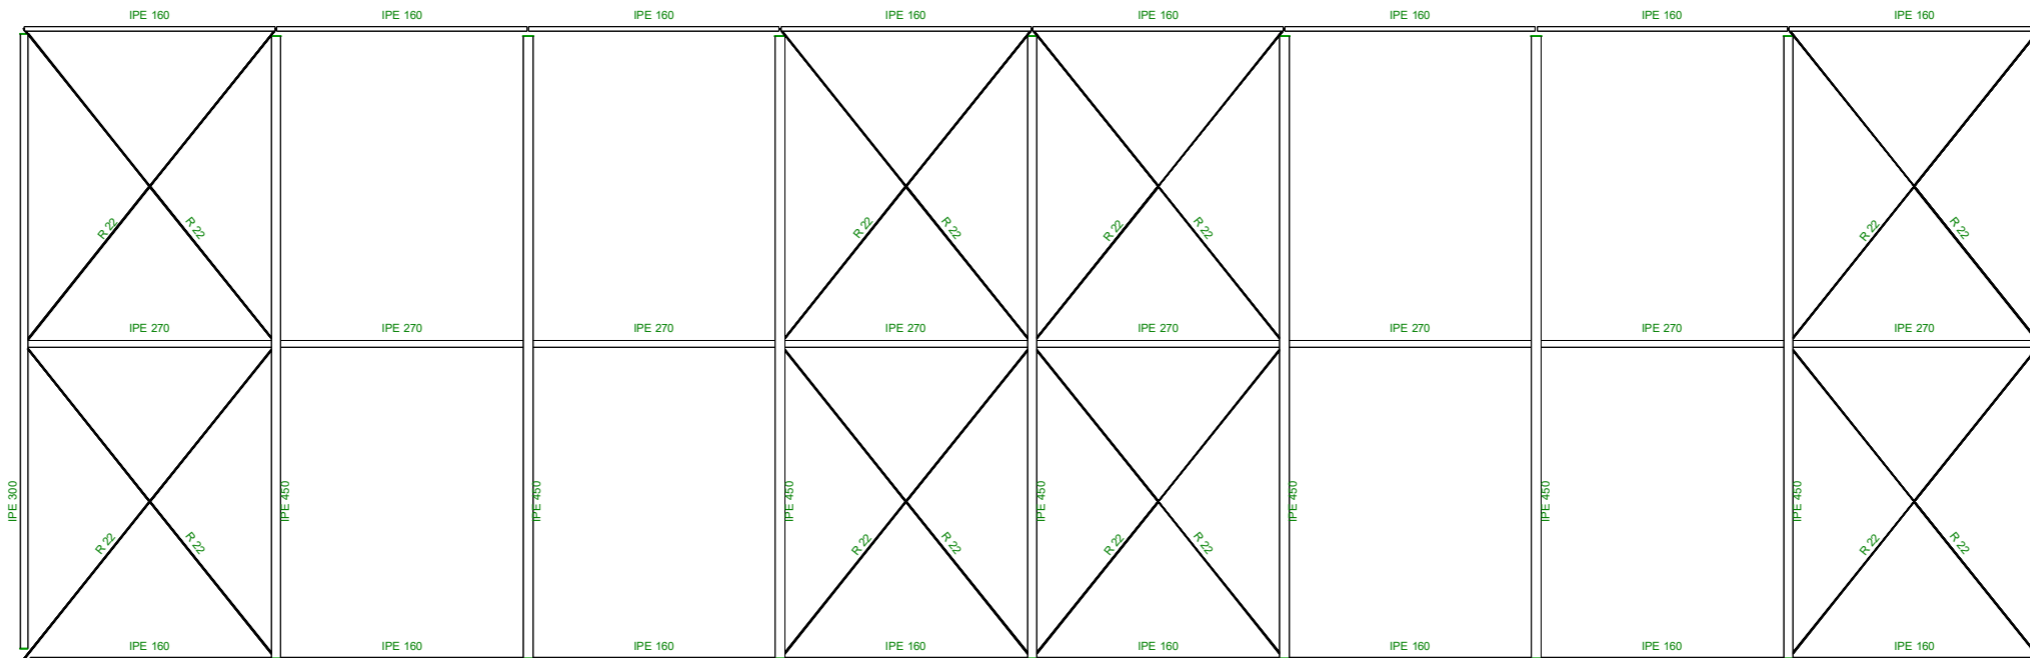 IPE 160 IPE 160 IPE 160 IPE 160 IPE 160 IPE 160 IPE 160 IPE 160
R 22 R 22 R 22 R 22 R 22 R 22 R 22 R 22
IPE 270 IPE 270 IPE 270 IPE 270 IPE 270 IPE 270 IPE 270 IPE 270
IPE 300 IPE 450 IPE 450 IPE 450 IPE 450 IPE 450 IPE 450 IPE 450
R 22 R 22 R 22 R 22 R 22 R 22 R 22 R 22
IPE 160 IPE 160 IPE 160 IPE 160 IPE 160 IPE 160 IPE 160 IPE 160